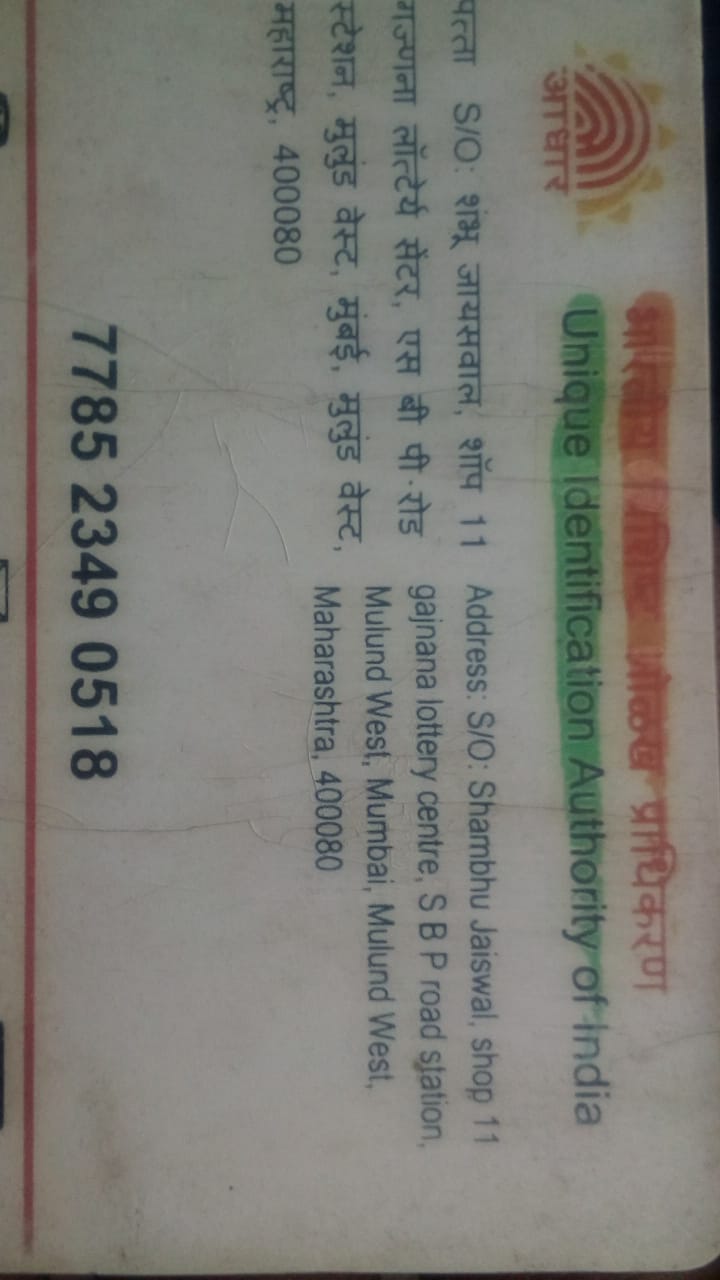 आधार
भारतीय विशिष्ट ओळख प्राधिकरण
Unique Identification Authority of India
पत्ता S/O: शंभू जायसवाल, शॉप 11
गज्णना लॉत्टेर्य सेंटर, एस बी पी रोड
स्टेशन, मुलुंड वेस्ट, मुंबई, मुलुंड वेस्ट,
महाराष्ट्र, 400080
Address: S/O: Shambhu Jaiswal, shop 11
gajnana lottery centre, S B P road station,
Mulund West, Mumbai, Mulund West,
Maharashtra, 400080
7785 2349 0518